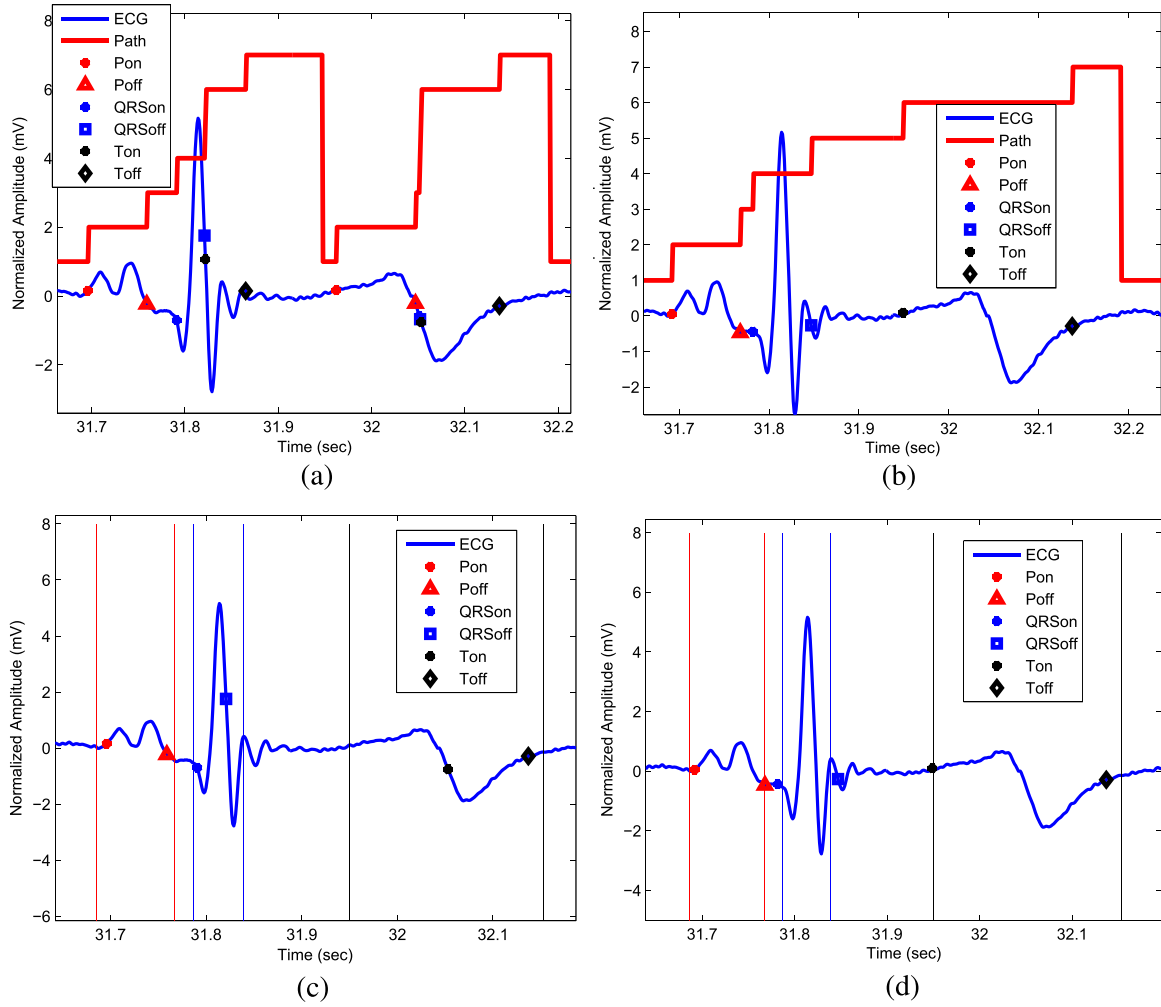 8
6
4
2
0
−2
Normalized Amplitude (mV)
ECG
Path
Pon
Poff
QRSon
QRSoff
Ton
Toff
31.7
31.8
31.9
32
32.1
32.2
Time (sec)
(a)
8
7
6
5
4
3
2
1
0
−1
−2
Normalized Amplitude (mV)
ECG
Path
Pon
Poff
QRSon
QRSoff
Ton
Toff
31.7
31.8
31.9
32
32.1
32.2
Time (sec)
(b)
8
6
4
2
0
−2
−4
−6
Normalized Amplitude (mV)
ECG
Pon
Poff
QRSon
QRSoff
Ton
Toff
31.7
31.8
31.9
32
32.1
Time (sec)
(c)
8
6
4
2
0
−2
−4
Normalized Amplitude (mV)
ECG
Pon
Poff
QRSon
QRSoff
Ton
Toff
31.7
31.8
31.9
32
32.1
Time (sec)
(d)